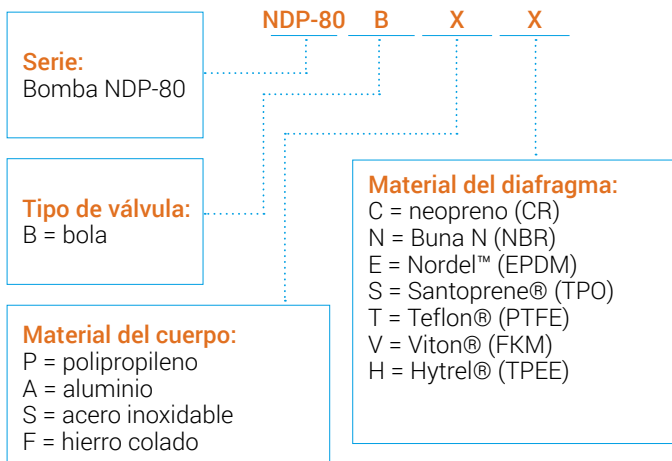 NDP-80 B X X
Serie:
Bomba NDP-80
Tipo de válvula:
B = bola
Material del cuerpo:
P = polipropileno
A = aluminio
S = acero inoxidable
F = hierro colado
Material del diafragma:
C = neopreno (CR)
N = Buna N (NBR)
E = Nordel™ (EPDM)
S = Santoprene® (TPO)
T = Teflon® (PTFE)
V = Viton® (FKM)
H = Hytrel® (TPEE)